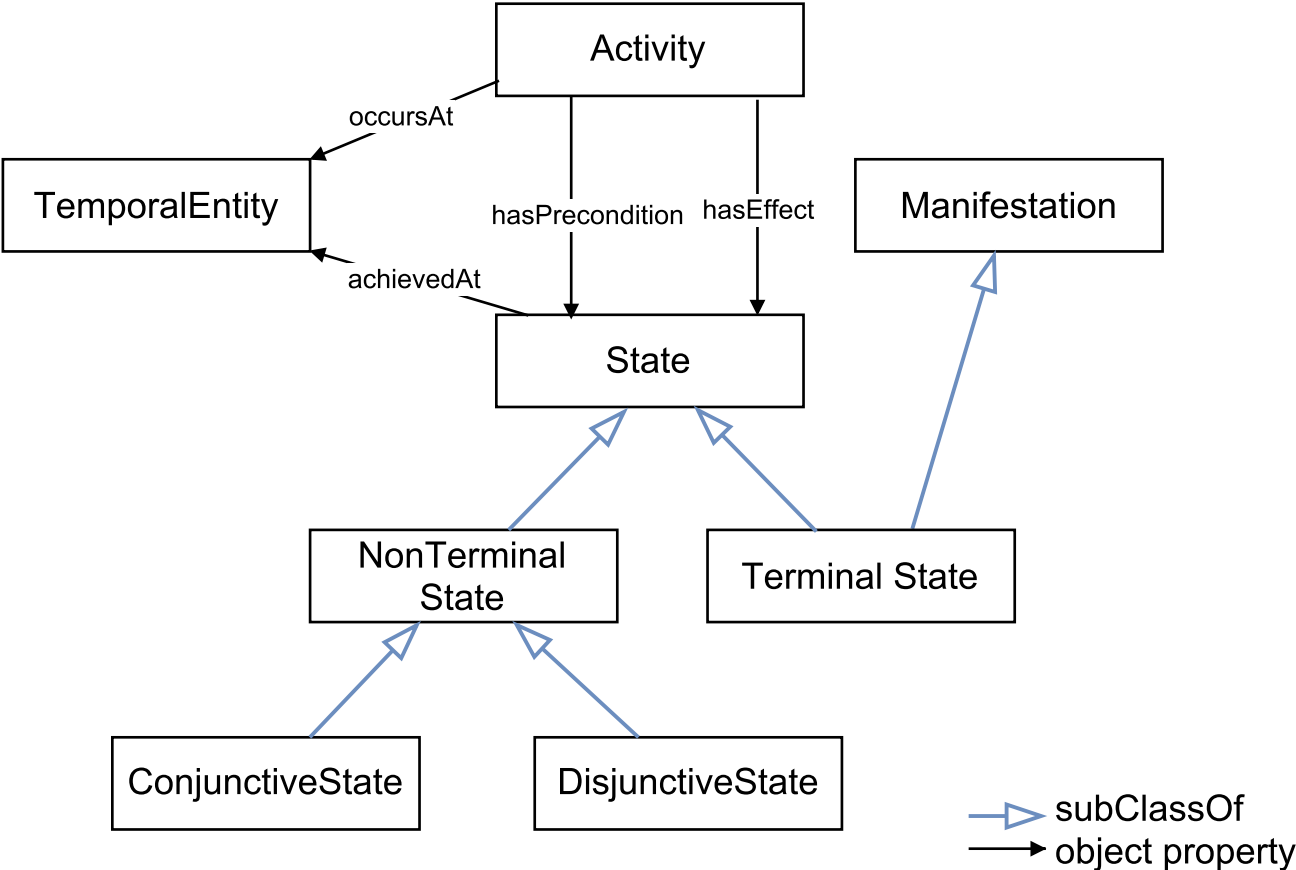 Activity
occursAt
TemporalEntity
Manifestation
hasPrecondition
hasEffect
achievedAt
State
NonTerminal
State
Terminal State
ConjunctiveState
DisjunctiveState
subClassOf
object property